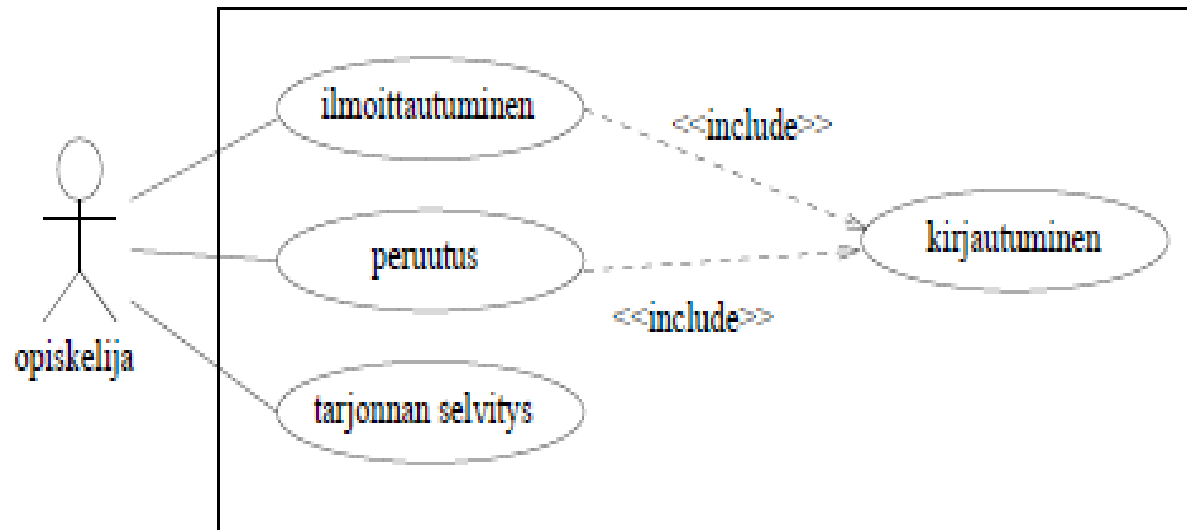 ilmoittautuminen
<<include>>
kirjautuminen
peruutus
<<include>>
opiskelija
tarjonnan selvitys